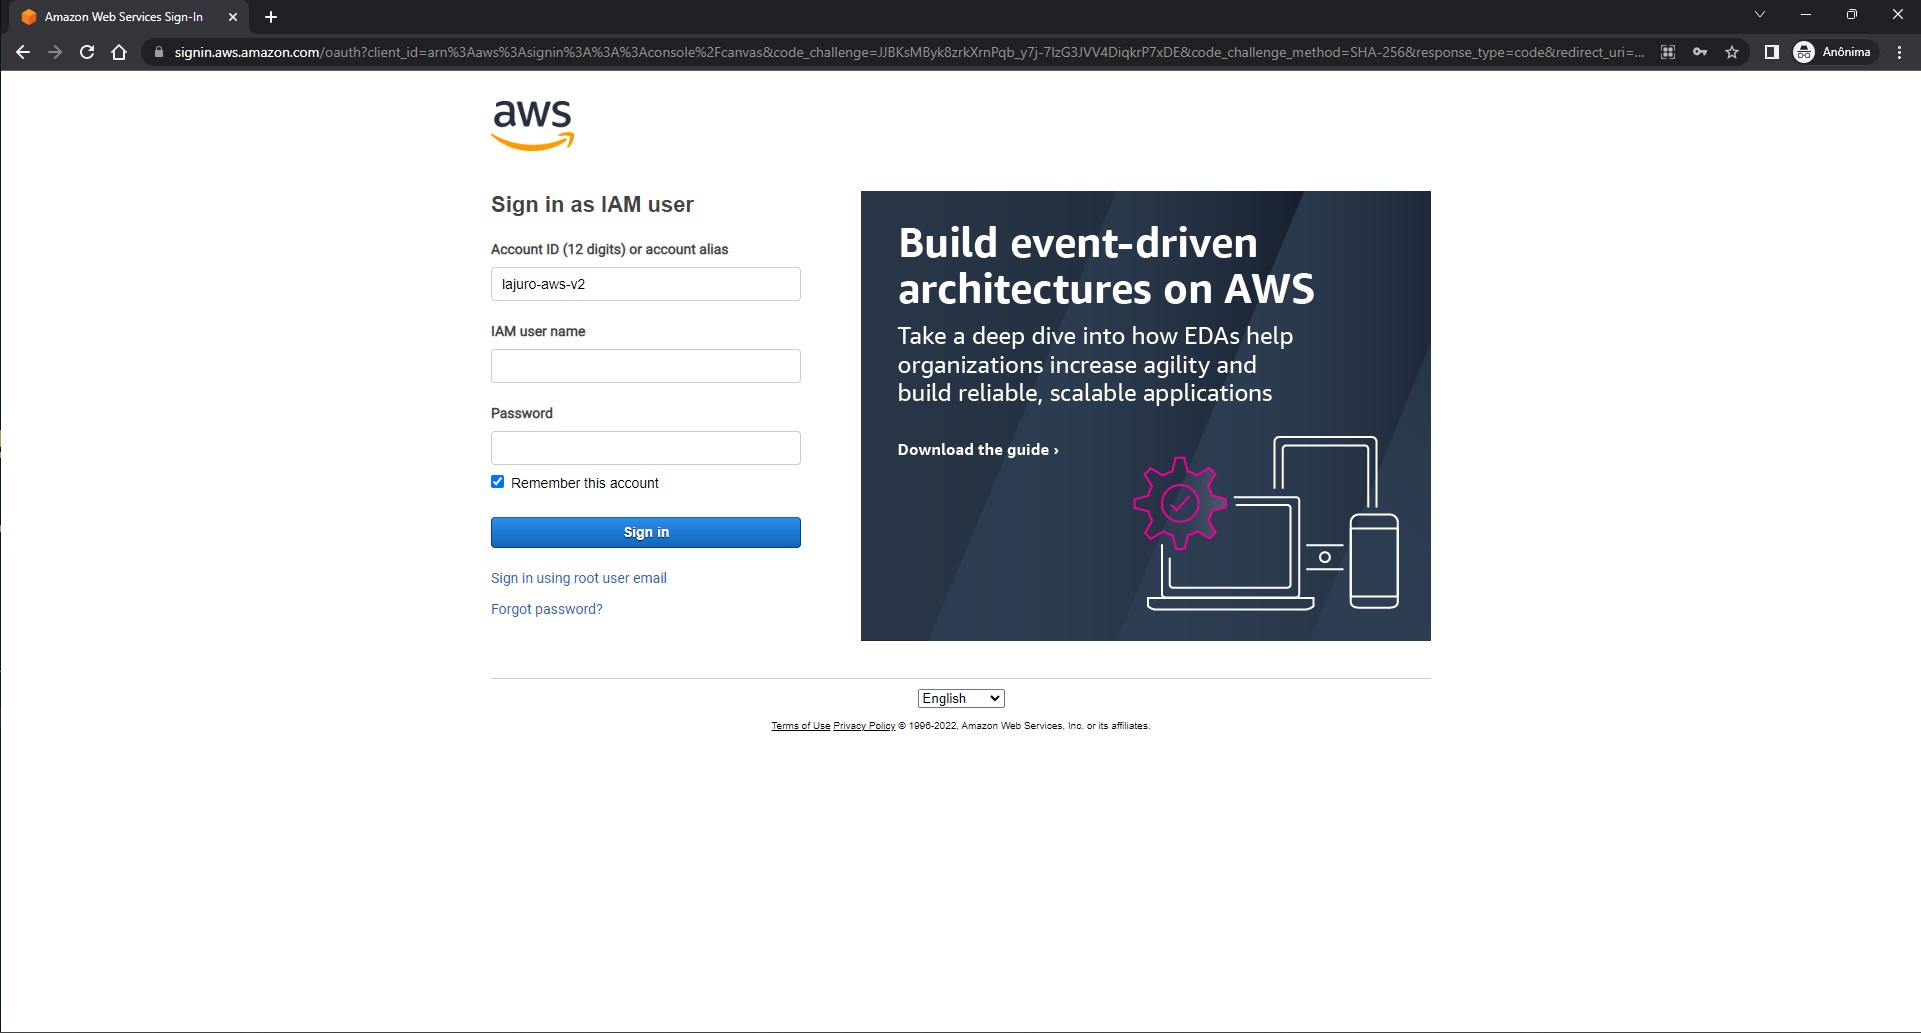 Amazon Web Services Sign-In
signin.aws.amazon.com/oauth?client_id=arn%3Aaws%3Asignin%3A%3A%3Aconsole%2Fcanvas&code_challenge=JJBKsMByk8zrkXrnPqb_y7j-7IzG3JVV4DiqkrP7xDE&code_challenge_method=SHA-256&response_type=code&redirect_uri=...
Anônima
aws
Sign in as IAM user
Account ID (12 digits) or account alias
lajuro-aws-v2
IAM user name
Password
Remember this account
Sign in
Sign in using root user email
Forgot password?
Build event-driven
architectures on AWS
Take a deep dive into how EDAs help
organizations increase agility and
build reliable, scalable applications
Download the guide ›
English
Terms of Use Privacy Policy © 1996-2022, Amazon Web Services, Inc. or its affiliates.